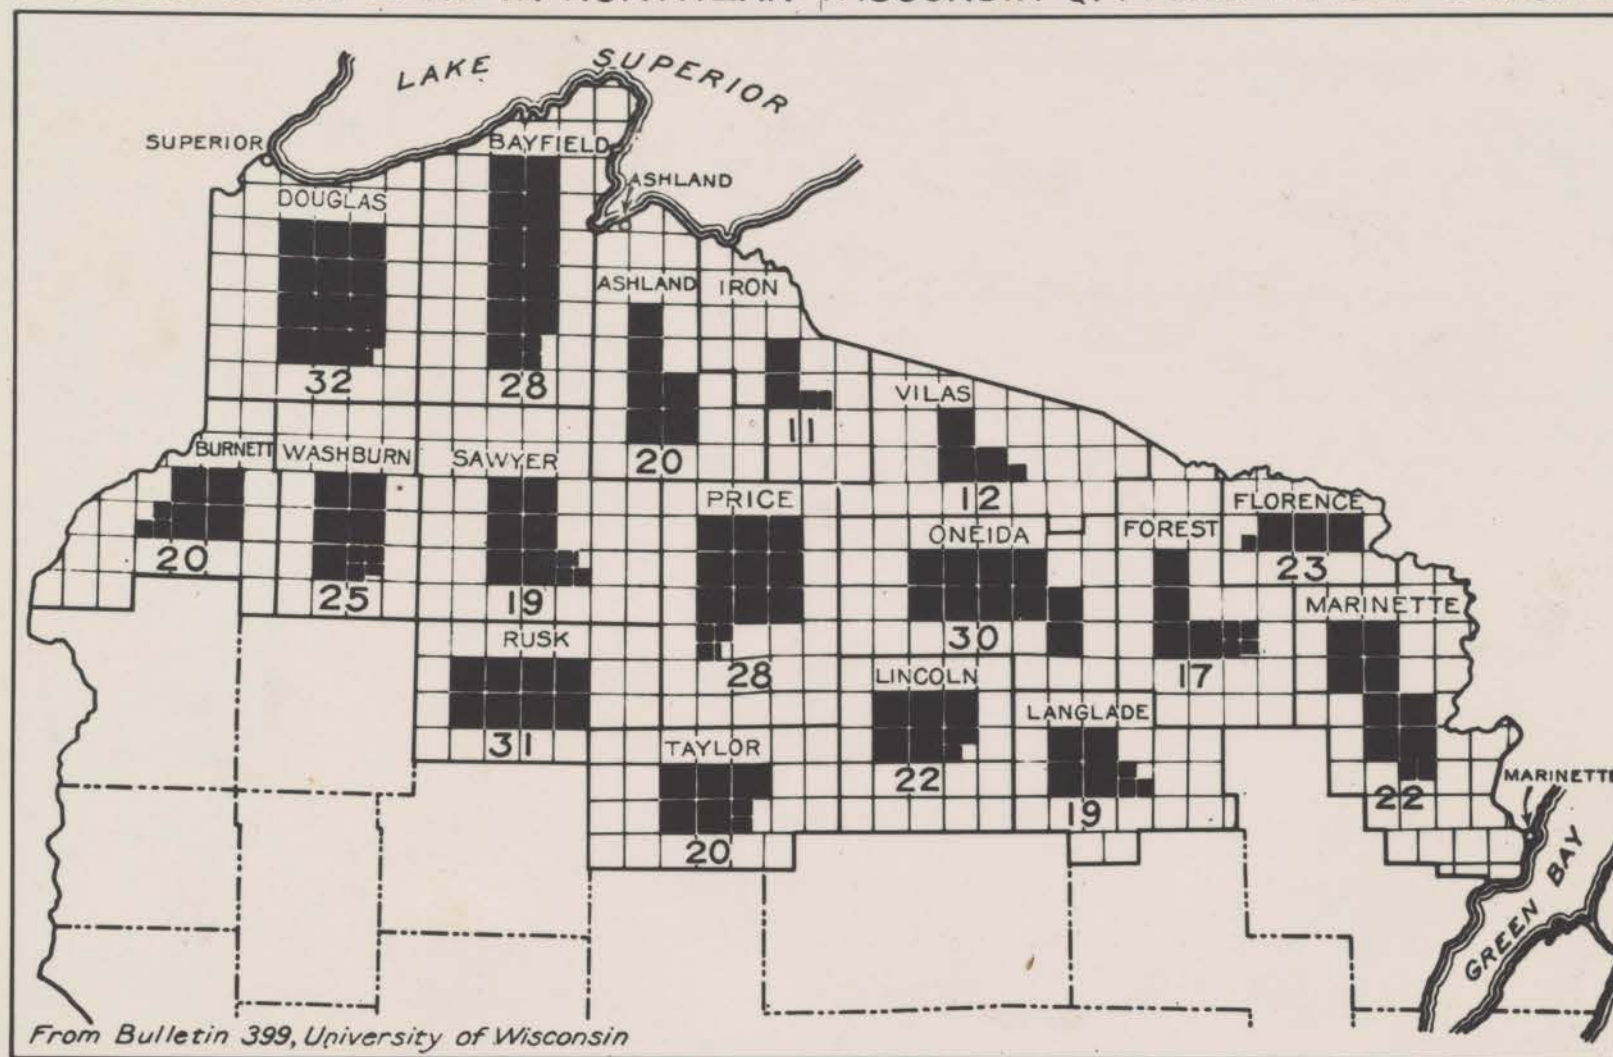 LAKE SUPERIOR
SUPERIOR
BAYFIELD
ASHLAND
DOUGLAS
ASHLAND
IRON
32
28
VILAS
11
BURNETT
WASHBURN
SAWYER
20
PRICE
12
FLORENCE
ONEIDA
FOREST
20
25
19
23
MARINETTE
RUSK
30
28
LINCOLN
17
LANGLADE
31
TAYLOR
22
MARINETTE
22
19
20
GREEN BAY
From Bulletin 399, University of Wisconsin